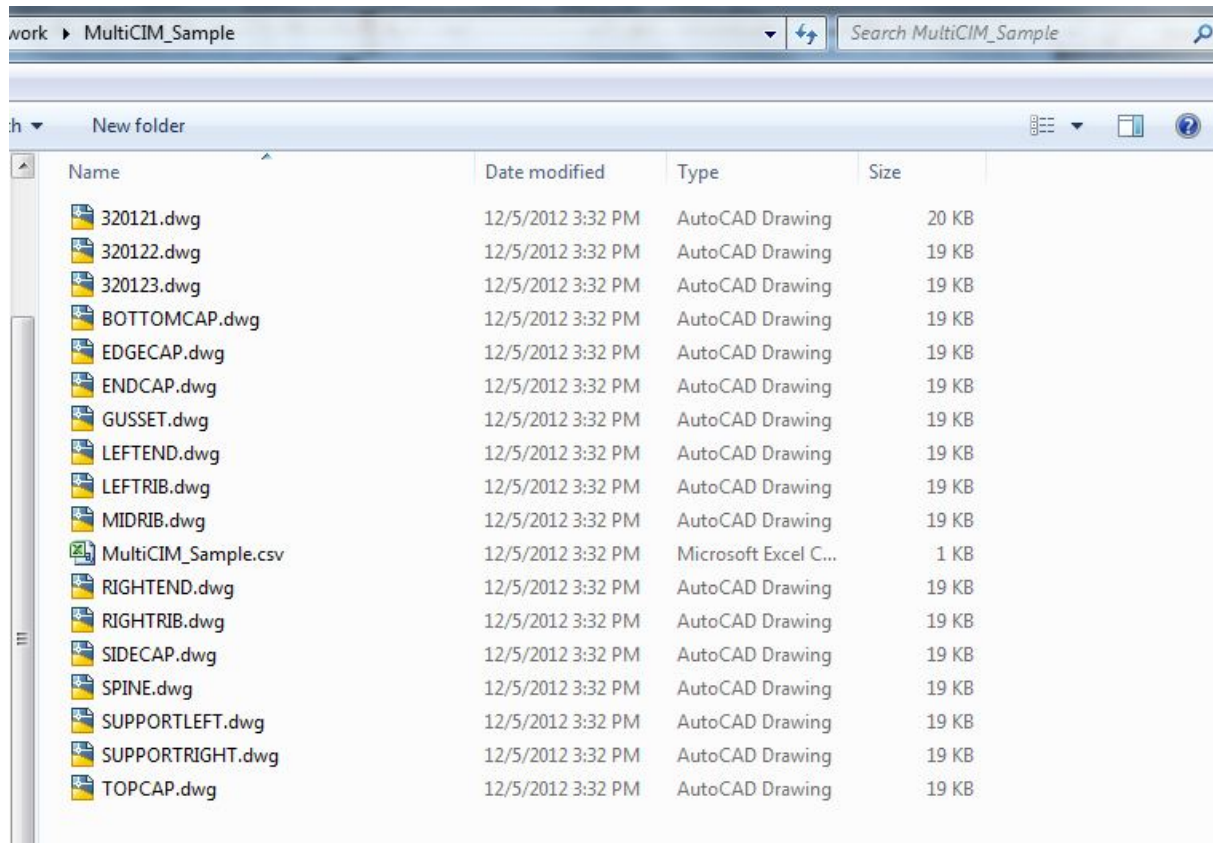 work ▸ MultiCIM_Sample Search MultiCIM_Sample
:h New folder
Name Date modified Type Size
320121.dwg 12/5/2012 3:32 PM AutoCAD Drawing 20 KB
320122.dwg 12/5/2012 3:32 PM AutoCAD Drawing 19 KB
320123.dwg 12/5/2012 3:32 PM AutoCAD Drawing 19 KB
BOTTOMCAP.dwg 12/5/2012 3:32 PM AutoCAD Drawing 19 KB
EDGECAP.dwg 12/5/2012 3:32 PM AutoCAD Drawing 19 KB
ENDCAP.dwg 12/5/2012 3:32 PM AutoCAD Drawing 19 KB
GUSSET.dwg 12/5/2012 3:32 PM AutoCAD Drawing 19 KB
LEFTEND.dwg 12/5/2012 3:32 PM AutoCAD Drawing 19 KB
LEFTRIB.dwg 12/5/2012 3:32 PM AutoCAD Drawing 19 KB
MIDRIB.dwg 12/5/2012 3:32 PM AutoCAD Drawing 19 KB
MultiCIM_Sample.csv 12/5/2012 3:32 PM Microsoft Excel C... 1 KB
RIGHTEND.dwg 12/5/2012 3:32 PM AutoCAD Drawing 19 KB
RIGHTRIB.dwg 12/5/2012 3:32 PM AutoCAD Drawing 19 KB
SIDECAP.dwg 12/5/2012 3:32 PM AutoCAD Drawing 19 KB
SPINE.dwg 12/5/2012 3:32 PM AutoCAD Drawing 19 KB
SUPPORTLEFT.dwg 12/5/2012 3:32 PM AutoCAD Drawing 19 KB
SUPPORTRIGHT.dwg 12/5/2012 3:32 PM AutoCAD Drawing 19 KB
TOPCAP.dwg 12/5/2012 3:32 PM AutoCAD Drawing 19 KB